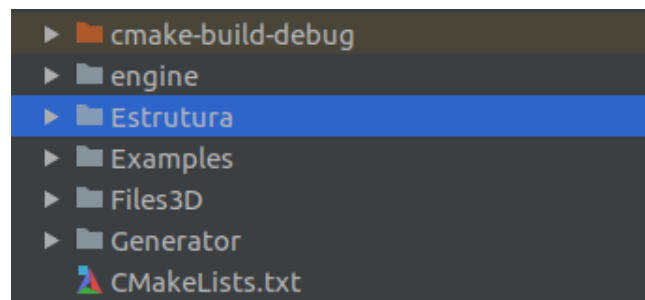 cmake-build-debug
engine
Estrutura
Examples
Files3D
Generator
CMakeLists.txt